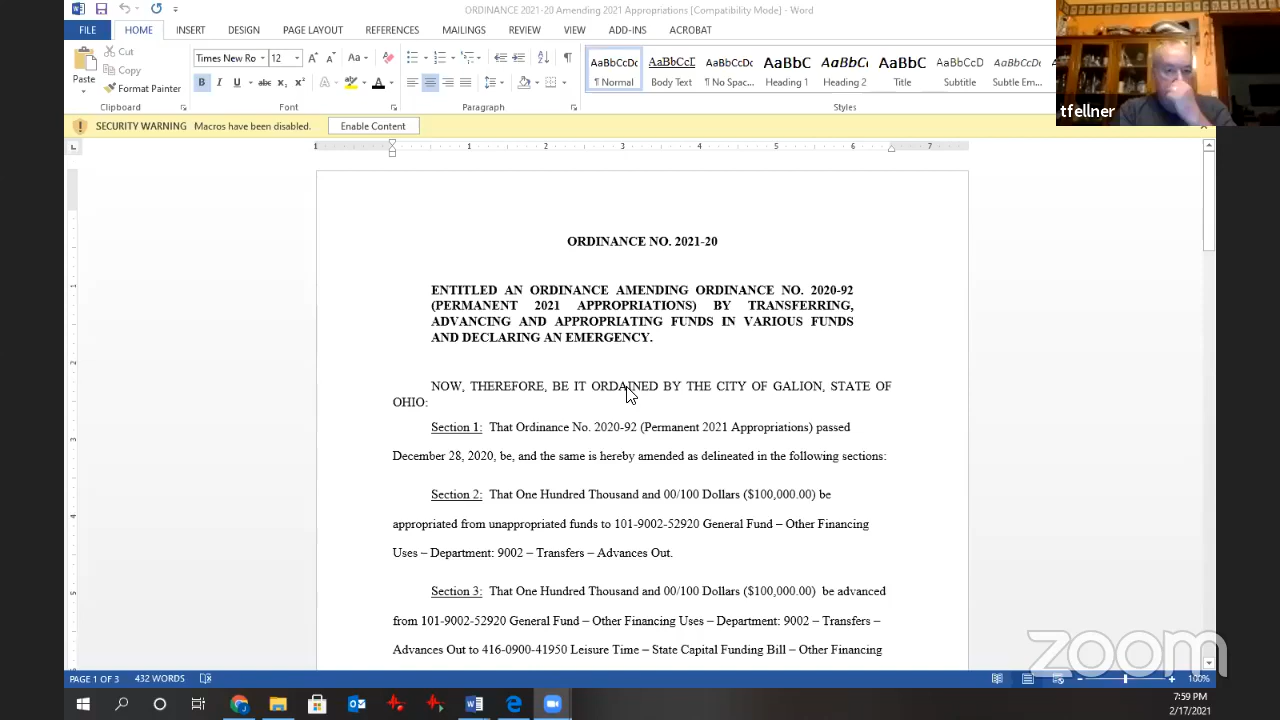 ORDINANCE 2021-20 Amending 2021 Appropriations [Compatibility Mode] - Word
FILE HOME INSERT DESIGN PAGE LAYOUT REFERENCES MAILINGS REVIEW VIEW ADD-INS ACROBAT
Cut
Copy
Format Painter
Paste
Clipboard
Times New Ro 12
Font
Paragraph
AaBbCcDc AaBbCcD AaBbCcDc AaBbC AaBbCc AaBbC AaBbCcD AaBbCcDc
¶ Normal Body Text ¶ No Spac... Heading 1 Heading 2 Title Subtitle Subtle Em...
Styles
tfellner
SECURITY WARNING Macros have been disabled. Enable Content
1 1 2 3 4 5 6 7
ORDINANCE NO. 2021-20
ENTITLED AN ORDINANCE AMENDING ORDINANCE NO. 2020-92
(PERMANENT 2021 APPROPRIATIONS) BY TRANSFERRING,
ADVANCING AND APPROPRIATING FUNDS IN VARIOUS FUNDS
AND DECLARING AN EMERGENCY.
NOW, THEREFORE, BE IT ORDAINED BY THE CITY OF GALION, STATE OF
OHIO:
Section 1: That Ordinance No. 2020-92 (Permanent 2021 Appropriations) passed
December 28, 2020, be, and the same is hereby amended as delineated in the following sections:
Section 2: That One Hundred Thousand and 00/100 Dollars ($100,000.00) be
appropriated from unappropriated funds to 101-9002-52920 General Fund – Other Financing
Uses – Department: 9002 – Transfers – Advances Out.
Section 3: That One Hundred Thousand and 00/100 Dollars ($100,000.00) be advanced
from 101-9002-52920 General Fund – Other Financing Uses – Department: 9002 – Transfers –
Advances Out to 416-0900-41950 Leisure Time – State Capital Funding Bill – Other Financing
zoom
PAGE 1 OF 3 432 WORDS 100%
7:59 PM
2/17/2021